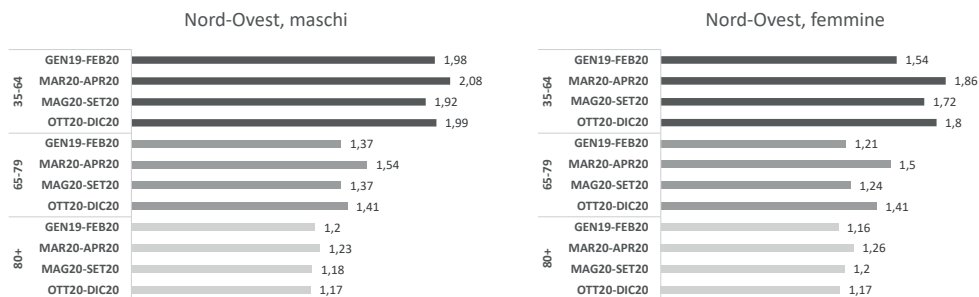 Nord-Ovest, maschi
35-64
GEN19-FEB20 1,98
MAR20-APR20 2,08
MAG20-SET20 1,92
OTT20-DIC20 1,99
65-79
GEN19-FEB20 1,37
MAR20-APR20 1,54
MAG20-SET20 1,37
OTT20-DIC20 1,41
80+
GEN19-FEB20 1,2
MAR20-APR20 1,23
MAG20-SET20 1,18
OTT20-DIC20 1,17
Nord-Ovest, femmine
35-64
GEN19-FEB20 1,54
MAR20-APR20 1,86
MAG20-SET20 1,72
OTT20-DIC20 1,8
65-79
GEN19-FEB20 1,21
MAR20-APR20 1,5
MAG20-SET20 1,24
OTT20-DIC20 1,41
80+
GEN19-FEB20 1,16
MAR20-APR20 1,26
MAG20-SET20 1,2
OTT20-DIC20 1,17